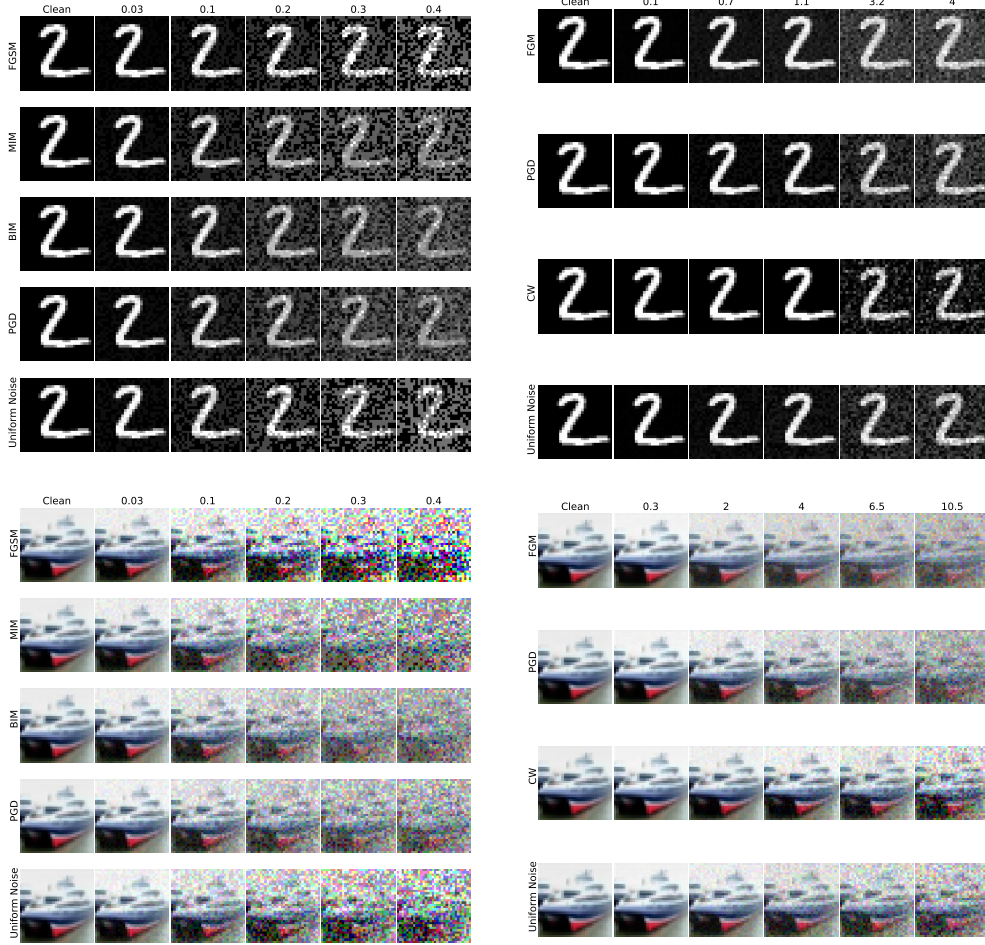 Clean 0.03 0.1 0.2 0.3 0.4
FGSM
MIM
BIM
PGD
Uniform Noise
Clean 0.1 0.7 1.1 3.2 4
FGM
PGD
CW
Uniform Noise
Clean 0.03 0.1 0.2 0.3 0.4
FGSM
MIM
BIM
PGD
Uniform Noise
Clean 0.3 2 4 6.5 10.5
FGM
PGD
CW
Uniform Noise